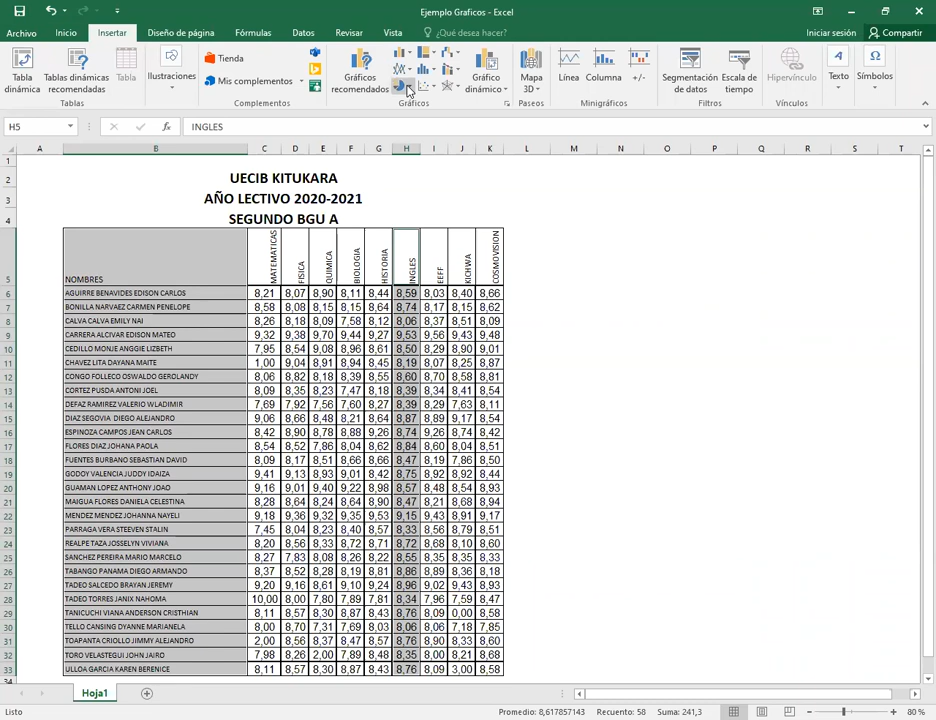 Ejemplo Graficos - Excel
Archivo Inicio Insertar Diseño de página Fórmulas Datos Revisar Vista ¿Qué desea hacer? Iniciar sesión Compartir
Tabla dinámica
Tablas dinámicas recomendadas
Tabla
Tablas
Ilustraciones
Tienda
Mis complementos
Complementos
Gráficos recomendados
Gráfico dinámico
Gráficos
Mapa 3D
Paseos
Línea
Columna
+/-
Minigráficos
Segmentación de datos
Escala de tiempo
Filtros
Hipervínculo
Vínculos
A
Texto
Ω
Símbolos
H5 fx INGLES
A B C D E F G H I J K L M N O P Q R S T
1
2 UECIB KITUKARA
3 AÑO LECTIVO 2020-2021
4 SEGUNDO BGU A
5 NOMBRES MATEMATICAS FISICA QUIMICA BIOLOGIA HISTORIA INGLES EEFF KICHWA COSMOVISION
6 AGUIRRE BENAVIDES EDISON CARLOS 8,21 8,07 8,90 8,11 8,44 8,59 8,03 8,40 8,66
7 BONILLA NARVAEZ CARMEN PENELOPE 8,58 8,08 8,15 8,15 8,64 8,74 8,17 8,15 8,62
8 CALVA CALVA EMILY NAI 8,26 8,18 8,09 7,58 8,12 8,06 8,37 8,51 8,09
9 CARRERA ALCIVAR EDISON MATEO 9,32 9,38 9,70 9,44 9,27 9,53 9,56 9,43 9,48
10 CEDILLO MONJE ANGGIE LIZBETH 7,95 8,54 9,08 8,96 8,61 8,50 8,29 8,90 9,01
11 CHAVEZ LITA DAYANA MAITE 1,00 9,04 8,91 8,94 8,45 8,19 8,07 8,25 8,87
12 CONGO FOLLECO OSWALDO GEROLANDY 8,06 8,82 8,18 8,39 8,55 8,60 8,70 8,58 8,81
13 CORTEZ PUSDA ANTONI JOEL 8,09 8,35 8,23 7,47 8,18 8,39 8,34 8,41 8,54
14 DEFAZ RAMIREZ VALERIO WLADIMIR 7,69 7,92 7,56 7,60 8,27 8,39 8,29 7,63 8,11
15 DIAZ SEGOVIA DIEGO ALEJANDRO 9,06 8,66 8,48 8,21 8,64 8,87 8,89 9,17 8,54
16 ESPINOZA CAMPOS JEAN CARLOS 8,42 8,90 8,78 8,88 9,26 8,74 9,26 8,74 8,42
17 FLORES DIAZ JOHANA PAOLA 8,54 8,52 7,86 8,04 8,62 8,84 8,60 8,04 8,51
18 FUENTES BURBANO SEBASTIAN DAVID 8,09 8,17 8,51 8,66 8,66 8,47 8,19 7,86 8,50
19 GODOY VALENCIA JUDDY IDAIZA 9,41 9,13 8,93 9,01 8,42 8,75 8,92 8,92 8,44
20 GUAMAN LOPEZ ANTHONY JOAO 9,16 9,01 9,40 9,22 8,98 8,57 8,48 8,54 8,93
21 MAIGUA FLORES DANIELA CELESTINA 8,28 8,64 8,24 8,64 8,90 8,47 8,21 8,68 8,94
22 MENDEZ MENDEZ JOHANNA NAYELI 9,18 9,36 9,32 9,35 9,53 9,15 9,43 8,91 9,17
23 PARRAGA VERA STEEVEN STALIN 7,45 8,04 8,23 8,40 8,57 8,33 8,56 8,79 8,51
24 REALPE TAZA JOSSELYN VIVIANA 8,20 8,56 8,33 8,72 8,71 8,72 8,68 8,10 8,60
25 SANCHEZ PEREIRA MARIO MARCELO 8,27 7,83 8,08 8,26 8,22 8,55 8,35 8,35 8,33
26 TABANGO PANAMA DIEGO ARMANDO 8,37 8,52 8,28 8,19 8,81 8,86 8,89 8,36 8,18
27 TADEO SALCEDO BRAYAN JEREMY 9,20 9,16 8,61 9,10 9,24 8,96 9,02 9,43 8,93
28 TADEO TORRES JANIX NAHOMA 10,00 8,00 7,80 7,89 7,81 8,34 7,96 7,59 8,47
29 TANICUCHI VIANA ANDERSON CRISTHIAN 8,11 8,57 8,30 8,87 8,43 8,76 8,09 0,00 8,58
30 TELLO CANSING DYANNE MARIANELA 8,00 8,70 7,31 7,69 8,03 8,06 8,06 7,18 7,85
31 TOAPANTA CRIOLLO JIMMY ALEJANDRO 2,00 8,56 8,37 8,47 8,57 8,76 8,90 8,33 8,60
32 TORO VELASTEGUI JOHN JAIRO 7,98 8,26 2,00 7,89 8,48 8,35 8,00 8,21 8,68
33 ULLOA GARCIA KAREN BERENICE 8,11 8,57 8,30 8,87 8,43 8,76 8,09 3,00 8,58
34
Hoja1
Listo Promedio: 8,617857143 Recuento: 58 Suma: 241,3 80 %